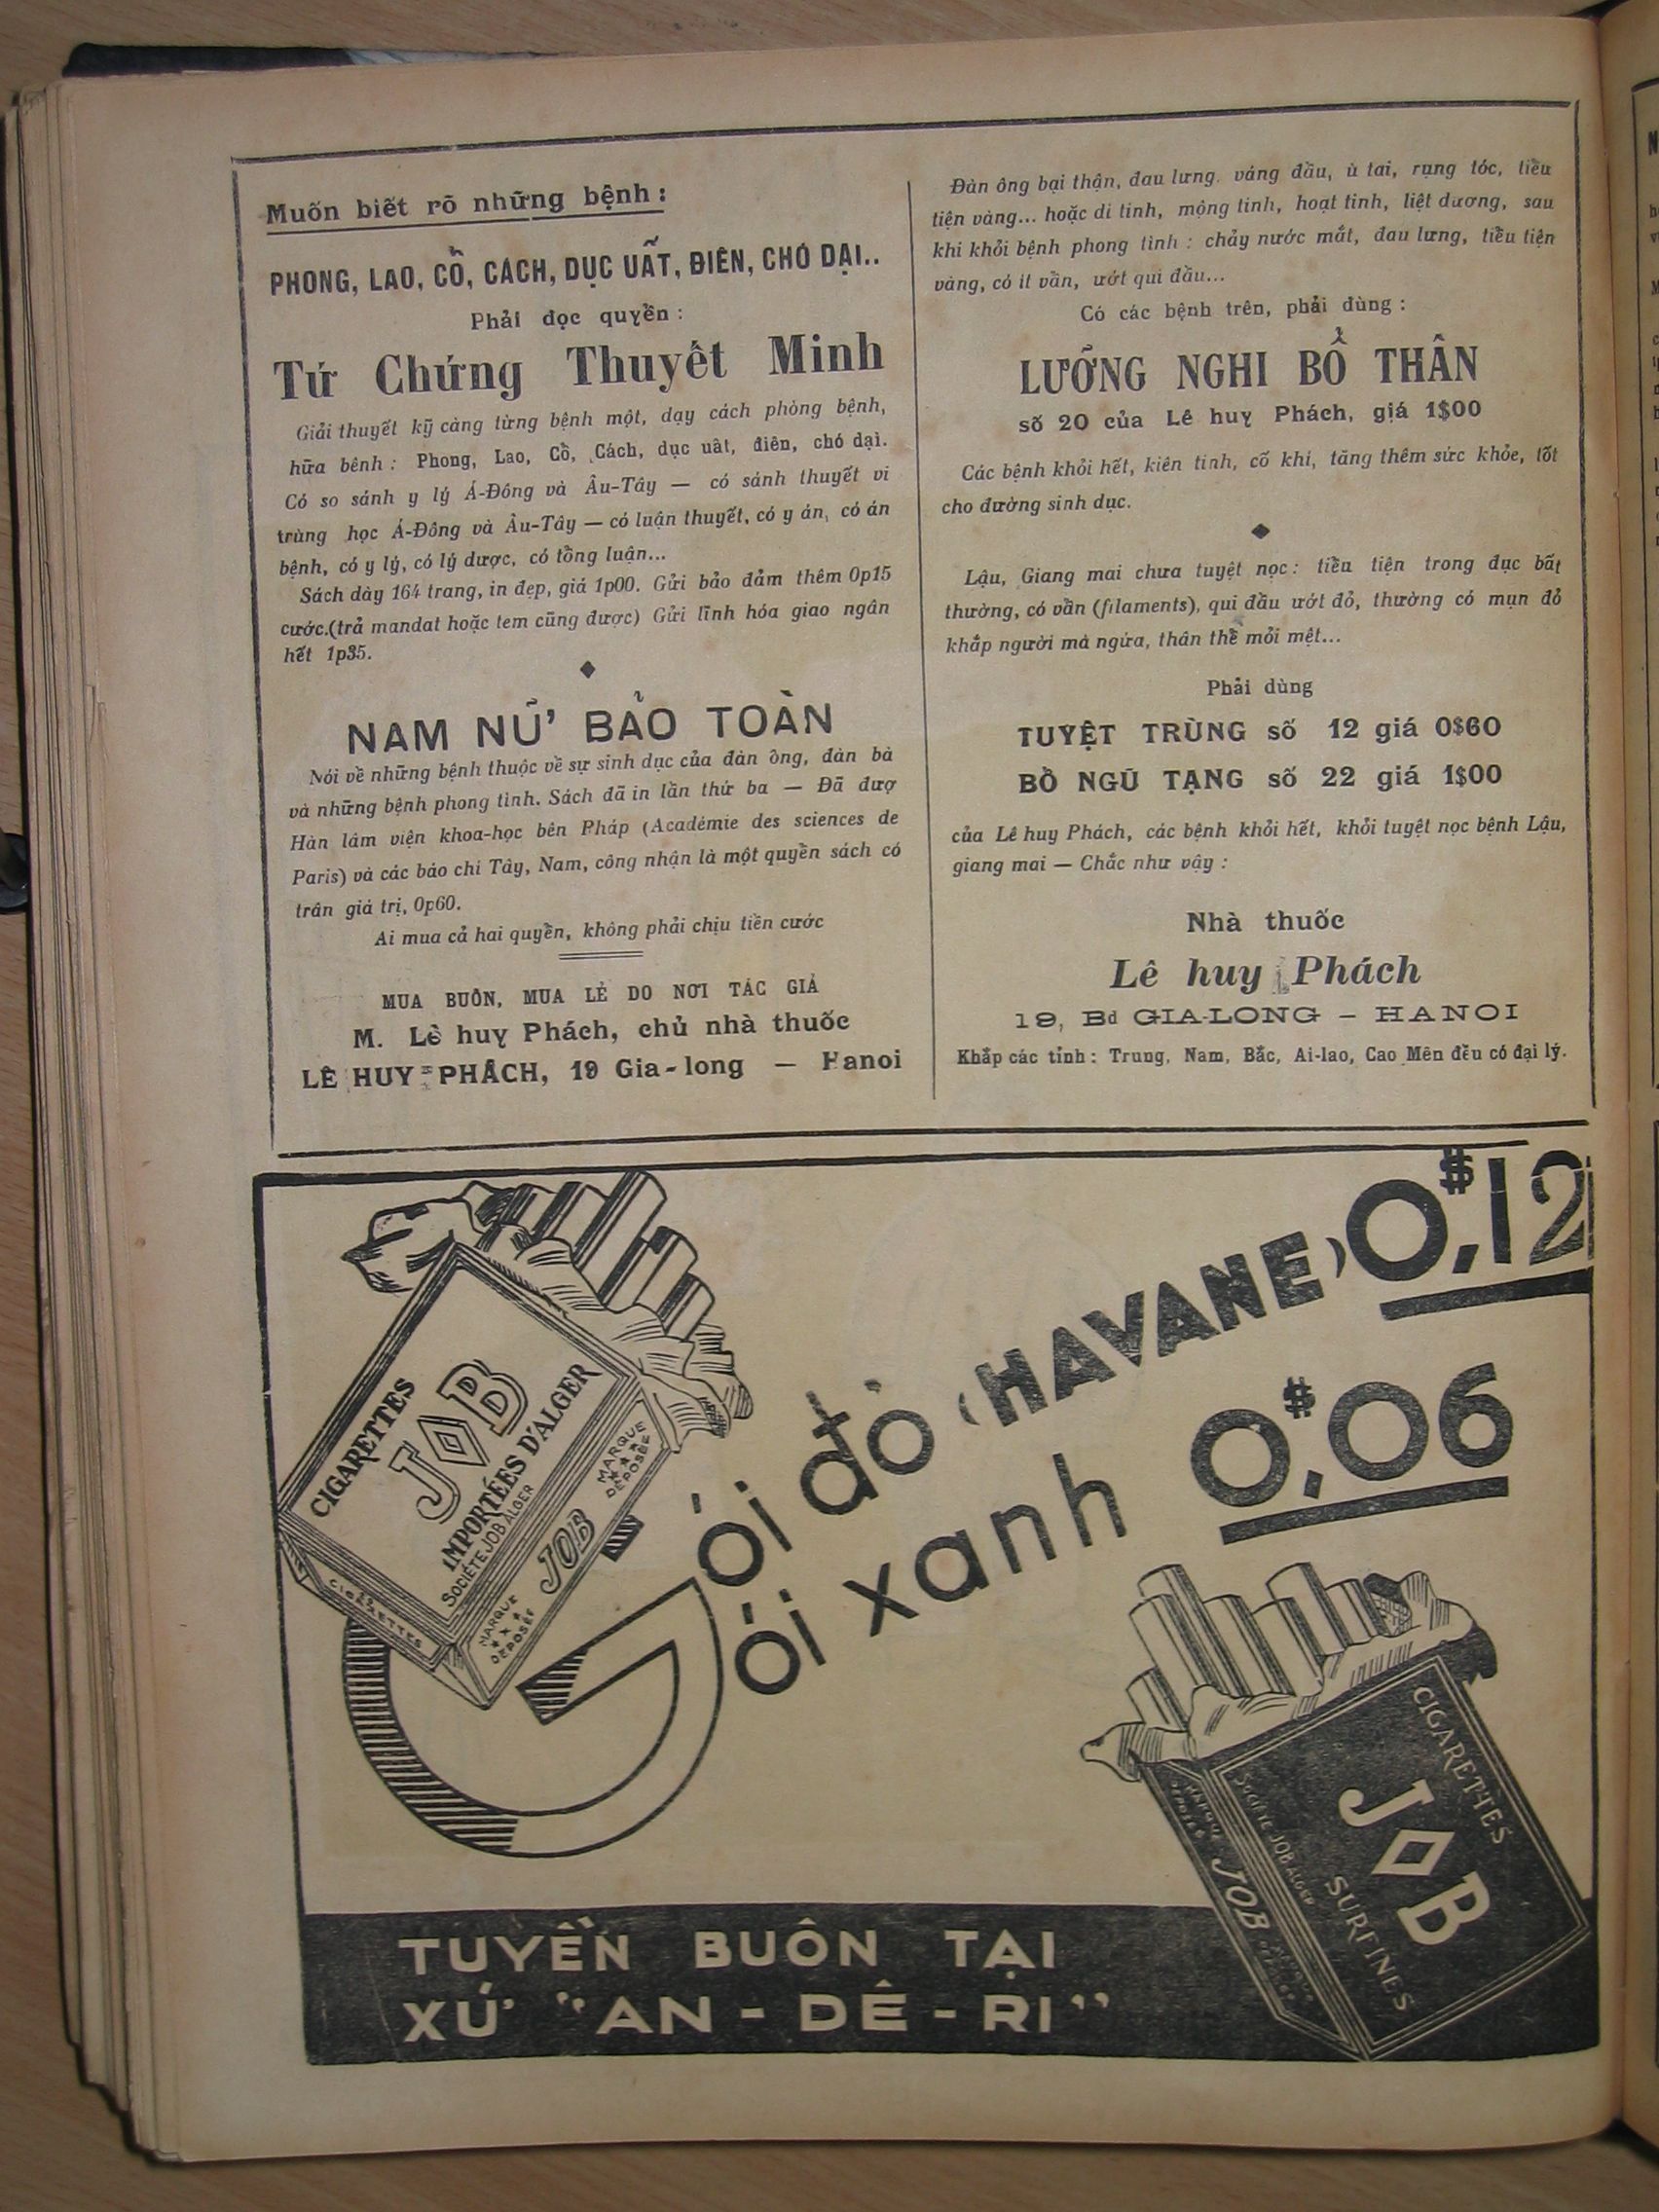 Muốn biết rõ những bệnh :
PHONG, LAO, CỔ, CÁCH, DỤC UẤT, ĐIÊN, CHÓ DẠI..
Phải đọc quyển :
Tứ Chứng Thuyết Minh
Giải thuyết kỹ càng từng bệnh một, dạy cách phòng bệnh,
hữa bênh : Phong, Lao, Cổ, Cách, dục uât, điên, chó dại.
Có so sánh y lý Á-Đông và Âu-Tây — có sánh thuyết vi
trùng học Á-Đông và Âu-Tây — có luận thuyết, có y án, có án
bệnh, có y lý, có lý dược, có tổng luận...
Sách dày 164 trang, in đẹp, giá 1p00. Gửi bảo đảm thêm 0p15
cước.(trả mandat hoặc tem cũng được) Gửi lĩnh hóa giao ngân
hết 1p35.
NAM NỮ BẢO TOÀN
Nói về những bệnh thuộc về sự sinh dục của đàn ông, đàn bà
và những bệnh phong tình. Sách đã in lần thứ ba — Đã đượ
Hàn lâm viện khoa-học bên Pháp (Académie des sciences de
Paris) và các báo chí Tây, Nam, công nhận là một quyển sách có
trân giá trị, 0p60.
Ai mua cả hai quyển, không phải chịu tiền cước
MUA BUÔN, MUA LẺ DO NƠI TÁC GIẢ
M. Lê huy Phách, chủ nhà thuốc
LÊ HUY PHÁCH, 19 Gia-long — Hanoi
Đàn ông bại thận, đau lưng. váng đầu, ù tai, rụng tóc, tiểu
tiện vàng... hoặc di tinh, mộng tinh, hoạt tinh, liệt dương, sau
khi khỏi bệnh phong tình : chảy nước mắt, đau lưng, tiểu tiện
vàng, có ít vẩn, ướt qui đầu...
Có các bệnh trên, phải dùng :
LƯỠNG NGHI BỔ THẬN
số 20 của Lê huy Phách, giá 1$00
Các bệnh khỏi hết, kiên tinh, cố khí, tăng thêm sức khỏe, tốt
cho đường sinh dục.
Lậu, Giang mai chưa tuyệt nọc : tiểu tiện trong đục bất
thường, có vẩn (filaments), qui đầu ướt đỏ, thường có mụn đỏ
khắp người mà ngứa, thân thể mỏi mệt...
Phải dùng
TUYỆT TRÙNG số 12 giá 0$60
BỔ NGŨ TẠNG số 22 giá 1$00
của Lê huy Phách, các bệnh khỏi hết, khỏi tuyệt nọc bệnh Lậu,
giang mai — Chắc như vậy :
Nhà thuốc
Lê huy Phách
19, Bd GIA-LONG — HANOI
Khắp các tỉnh : Trung, Nam, Bắc, Ai-lao, Cao Mên đều có đại lý.
Gói đỏ (HAVANE) 0$,12
Gói xanh 0$,06
CIGARETTES
JOB
IMPORTÉES D'ALGER
SOCIÉTE JOB ALGER
MARQUE DEPOSÉE
JOB
MARQUE DEPOSÉE
CIGARETTES
CIGARETTES
JOB
SURFINES
SOCIÉTÉ JOB ALGER
JOB
TUYỂN BUÔN TẠI
XỨ "AN-DÊ-RI"